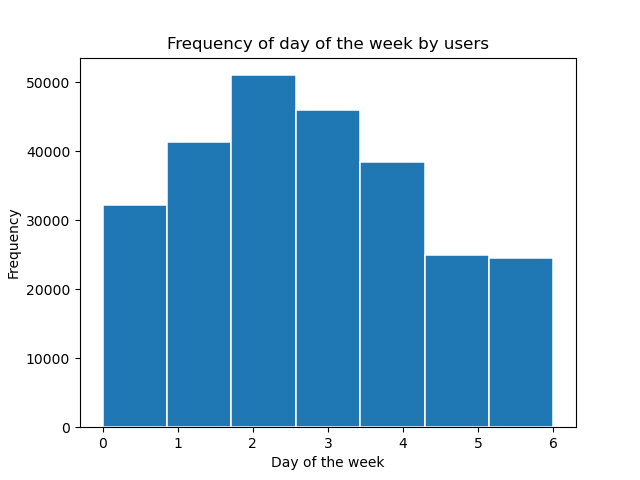 Frequency of day of the week by users
50000
40000
30000
20000
10000
0
Frequency
0 1 2 3 4 5 6
Day of the week